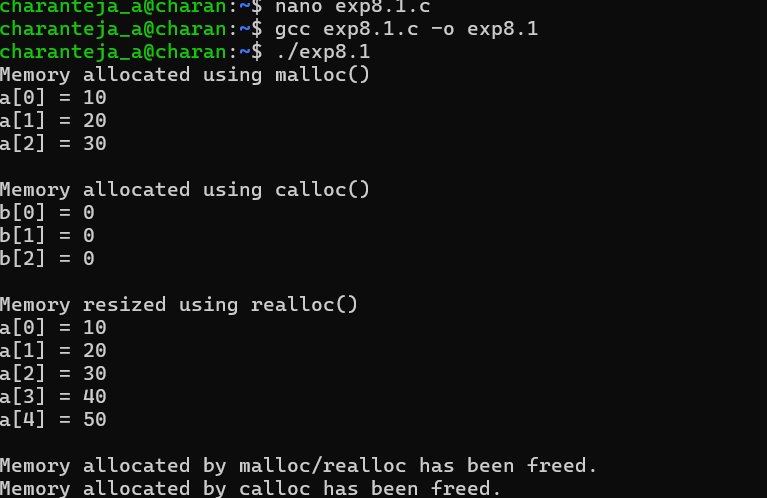 charanteja_a@charan:~$ nano exp8.1.c
charanteja_a@charan:~$ gcc exp8.1.c -o exp8.1
charanteja_a@charan:~$ ./exp8.1
Memory allocated using malloc()
a[0] = 10
a[1] = 20
a[2] = 30

Memory allocated using calloc()
b[0] = 0
b[1] = 0
b[2] = 0

Memory resized using realloc()
a[0] = 10
a[1] = 20
a[2] = 30
a[3] = 40
a[4] = 50

Memory allocated by malloc/realloc has been freed.
Memory allocated by calloc has been freed.